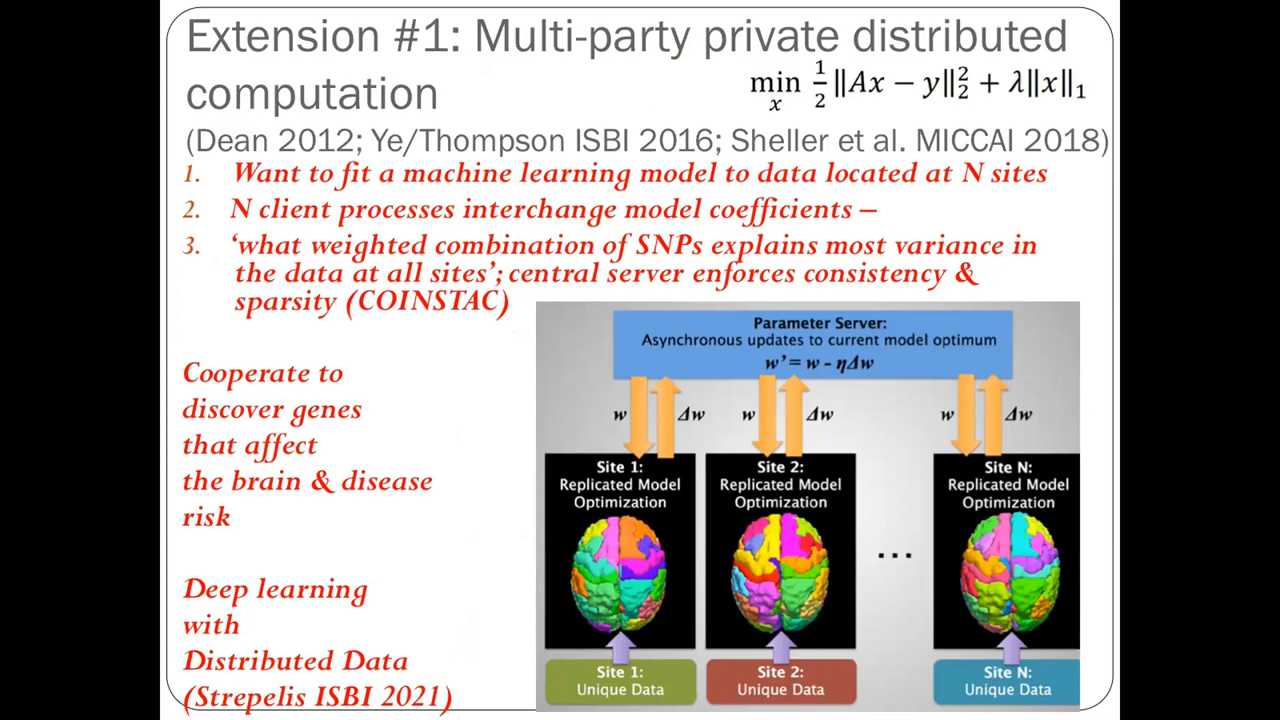 Extension #1: Multi-party private distributed
computation
min_x ½‖Ax − y‖₂² + λ‖x‖₁
(Dean 2012; Ye/Thompson ISBI 2016; Sheller et al. MICCAI 2018)
1. Want to fit a machine learning model to data located at N sites
2. N client processes interchange model coefficients –
3. ‘what weighted combination of SNPs explains most variance in
the data at all sites’; central server enforces consistency &
sparsity (COINSTAC)
Cooperate to
discover genes
that affect
the brain & disease
risk
Deep learning
with
Distributed Data
(Strepelis ISBI 2021)
Parameter Server:
Asynchronous updates to current model optimum
w’ = w - ηΔw
w Δw w Δw w Δw
Site 1:
Replicated Model
Optimization
Site 2:
Replicated Model
Optimization
...
Site N:
Replicated Model
Optimization
Site 1:
Unique Data
Site 2:
Unique Data
Site N:
Unique Data